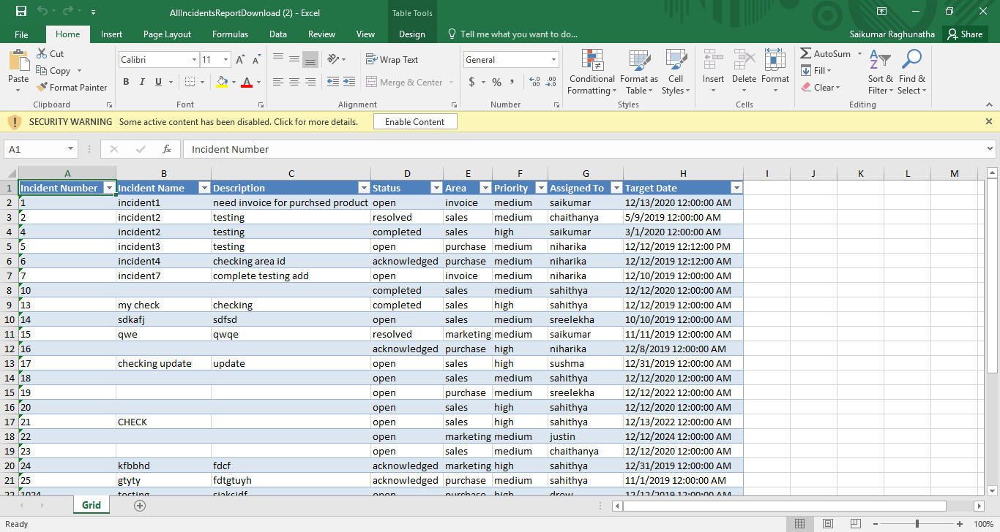 AllIncidentsReportDownload (2) - Excel
Table Tools
File Home Insert Page Layout Formulas Data Review View Design Tell me what you want to do... Saikumar Raghunatha Share
Paste
Cut
Copy
Format Painter
Clipboard
Calibri 11
B I U
Font
Wrap Text
Merge & Center
Alignment
General
$ % ,
Number
Conditional Formatting
Format as Table
Cell Styles
Styles
Insert Delete Format
Cells
AutoSum
Fill
Clear
Sort & Filter
Find & Select
Editing
SECURITY WARNING Some active content has been disabled. Click for more details. Enable Content
A1 fx Incident Number
A B C D E F G H I J K L M
1 Incident Number Incident Name Description Status Area Priority Assigned To Target Date
2 1 incident1 need invoice for purchsed product open invoice medium saikumar 12/13/2020 12:00:00 AM
3 2 incident2 testing resolved sales medium chaithanya 5/9/2019 12:00:00 AM
4 4 incident2 testing completed sales high saikumar 3/1/2020 12:00:00 AM
5 5 incident3 testing open purchase medium niharika 12/12/2019 12:12:00 PM
6 6 incident4 checking area id acknowledged purchase medium niharika 12/12/2019 12:12:00 AM
7 7 incident7 complete testing add open invoice medium niharika 12/10/2019 12:00:00 AM
8 10 completed sales medium sahithya 12/12/2020 12:00:00 AM
9 13 my check checking completed sales high sahithya 12/12/2019 12:00:00 AM
10 14 sdkafj sdfsd open sales medium sreelekha 10/10/2019 12:00:00 AM
11 15 qwe qwqe resolved marketing medium saikumar 11/11/2019 12:00:00 AM
12 16 acknowledged purchase high niharika 12/8/2019 12:00:00 AM
13 17 checking update update open sales high sushma 12/31/2019 12:00:00 AM
14 18 open sales medium sahithya 12/12/2020 12:00:00 AM
15 19 open purchase medium sreelekha 12/12/2022 12:00:00 AM
16 20 open sales high sahithya 12/12/2020 12:00:00 AM
17 21 CHECK open sales high sahithya 12/13/2022 12:00:00 AM
18 22 open marketing medium justin 12/12/2024 12:00:00 AM
19 23 open sales medium chaithanya 12/12/2020 12:00:00 AM
20 24 kfbbhd fdcf acknowledged marketing high sahithya 12/31/2019 12:00:00 AM
21 25 gtyty fdtgtuyh acknowledged purchase medium sahithya 11/1/2019 12:00:00 AM
22 1024 testing open purchase high 12/12/2019 12:00:00 AM
Grid
Ready 100%